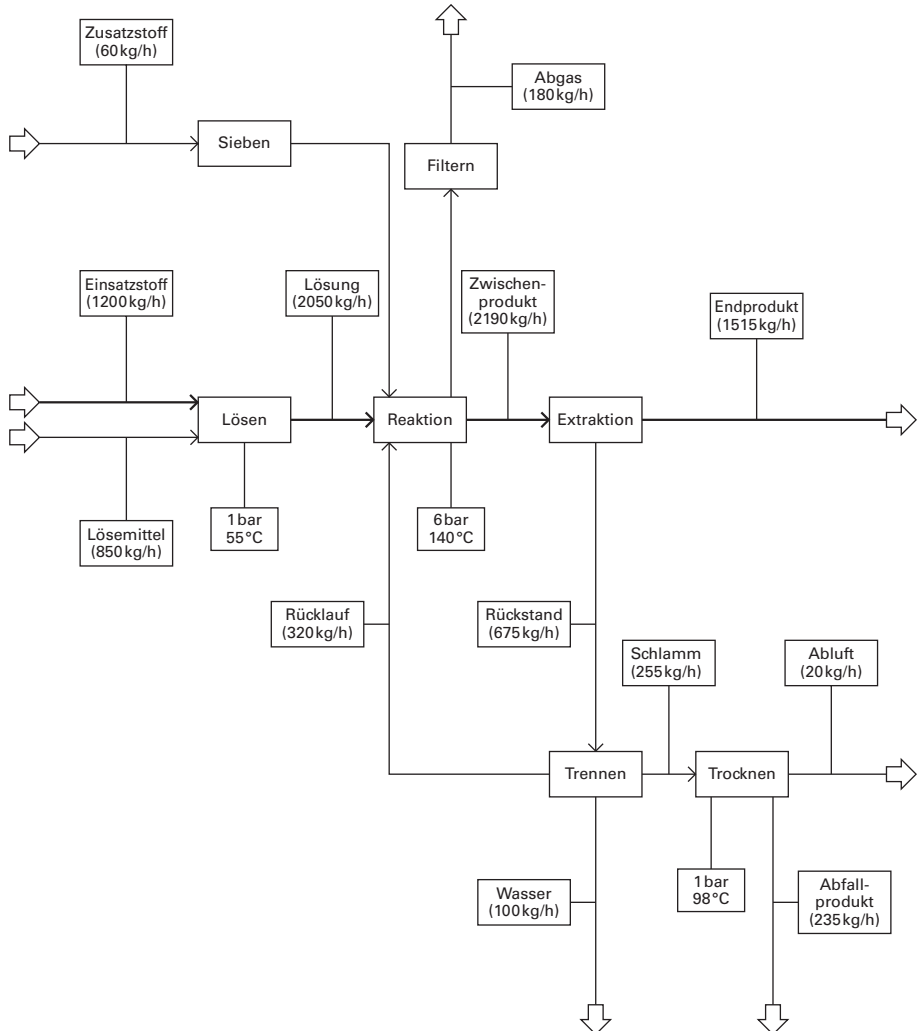 Zusatzstoff
(60 kg/h)
Abgas
(180 kg/h)
Sieben
Filtern
Einsatzstoff
(1200 kg/h)
Lösung
(2050 kg/h)
Zwischen-
produkt
(2190 kg/h)
Endprodukt
(1515 kg/h)
Lösen
Reaktion
Extraktion
Lösemittel
(850 kg/h)
1 bar
55 °C
6 bar
140 °C
Rücklauf
(320 kg/h)
Rückstand
(675 kg/h)
Schlamm
(255 kg/h)
Abluft
(20 kg/h)
Trennen
Trocknen
Wasser
(100 kg/h)
1 bar
98 °C
Abfall-
produkt
(235 kg/h)